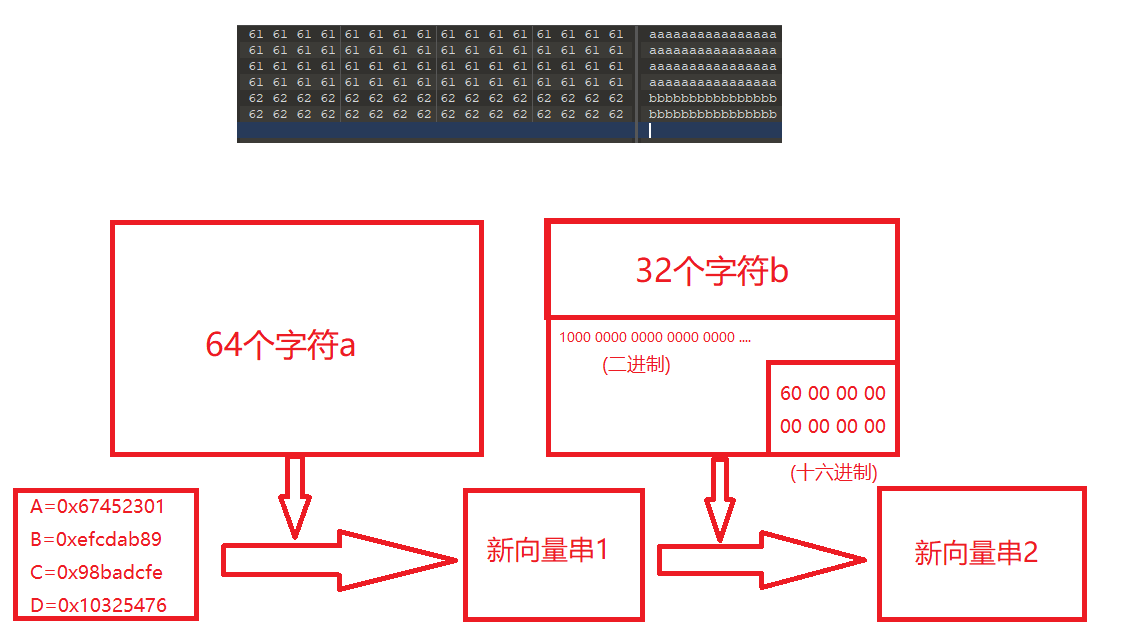 61 61 61 61 61 61 61 61 61 61 61 61 61 61 61 61 aaaaaaaaaaaaaaaa
61 61 61 61 61 61 61 61 61 61 61 61 61 61 61 61 aaaaaaaaaaaaaaaa
61 61 61 61 61 61 61 61 61 61 61 61 61 61 61 61 aaaaaaaaaaaaaaaa
61 61 61 61 61 61 61 61 61 61 61 61 61 61 61 61 aaaaaaaaaaaaaaaa
62 62 62 62 62 62 62 62 62 62 62 62 62 62 62 62 bbbbbbbbbbbbbbbb
62 62 62 62 62 62 62 62 62 62 62 62 62 62 62 62 bbbbbbbbbbbbbbbb
64个字符a
32个字符b
1000 0000 0000 0000 0000 ....
(二进制)
60 00 00 00
00 00 00 00
(十六进制)
A=0x67452301
B=0xefcdab89
C=0x98badcfe
D=0x10325476
新向量串1
新向量串2